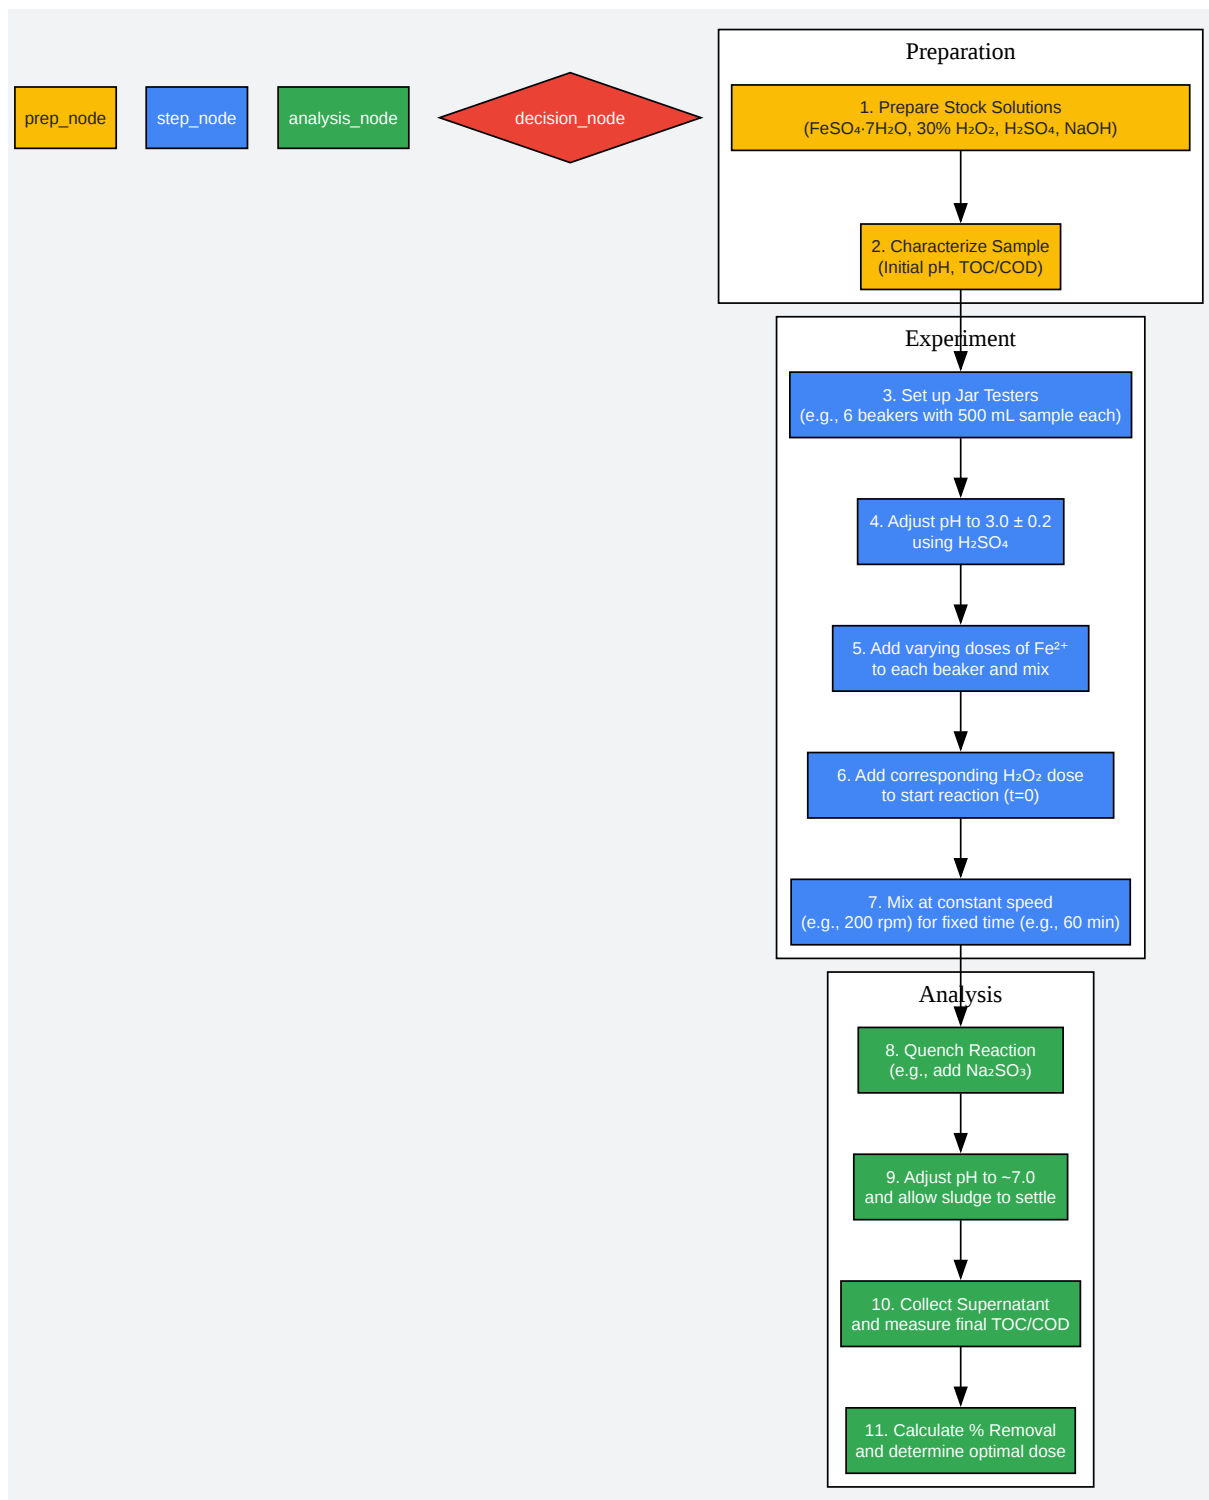 prep_node
step_node
analysis_node
decision_node
Preparation
1. Prepare Stock Solutions
(FeSO₄·7H₂O, 30% H₂O₂, H₂SO₄, NaOH)
2. Characterize Sample
(Initial pH, TOC/COD)
Experiment
3. Set up Jar Testers
(e.g., 6 beakers with 500 mL sample each)
4. Adjust pH to 3.0 ± 0.2
using H₂SO₄
5. Add varying doses of Fe²⁺
to each beaker and mix
6. Add corresponding H₂O₂ dose
to start reaction (t=0)
7. Mix at constant speed
(e.g., 200 rpm) for fixed time (e.g., 60 min)
Analysis
8. Quench Reaction
(e.g., add Na₂SO₃)
9. Adjust pH to ~7.0
and allow sludge to settle
10. Collect Supernatant
and measure final TOC/COD
11. Calculate % Removal
and determine optimal dose